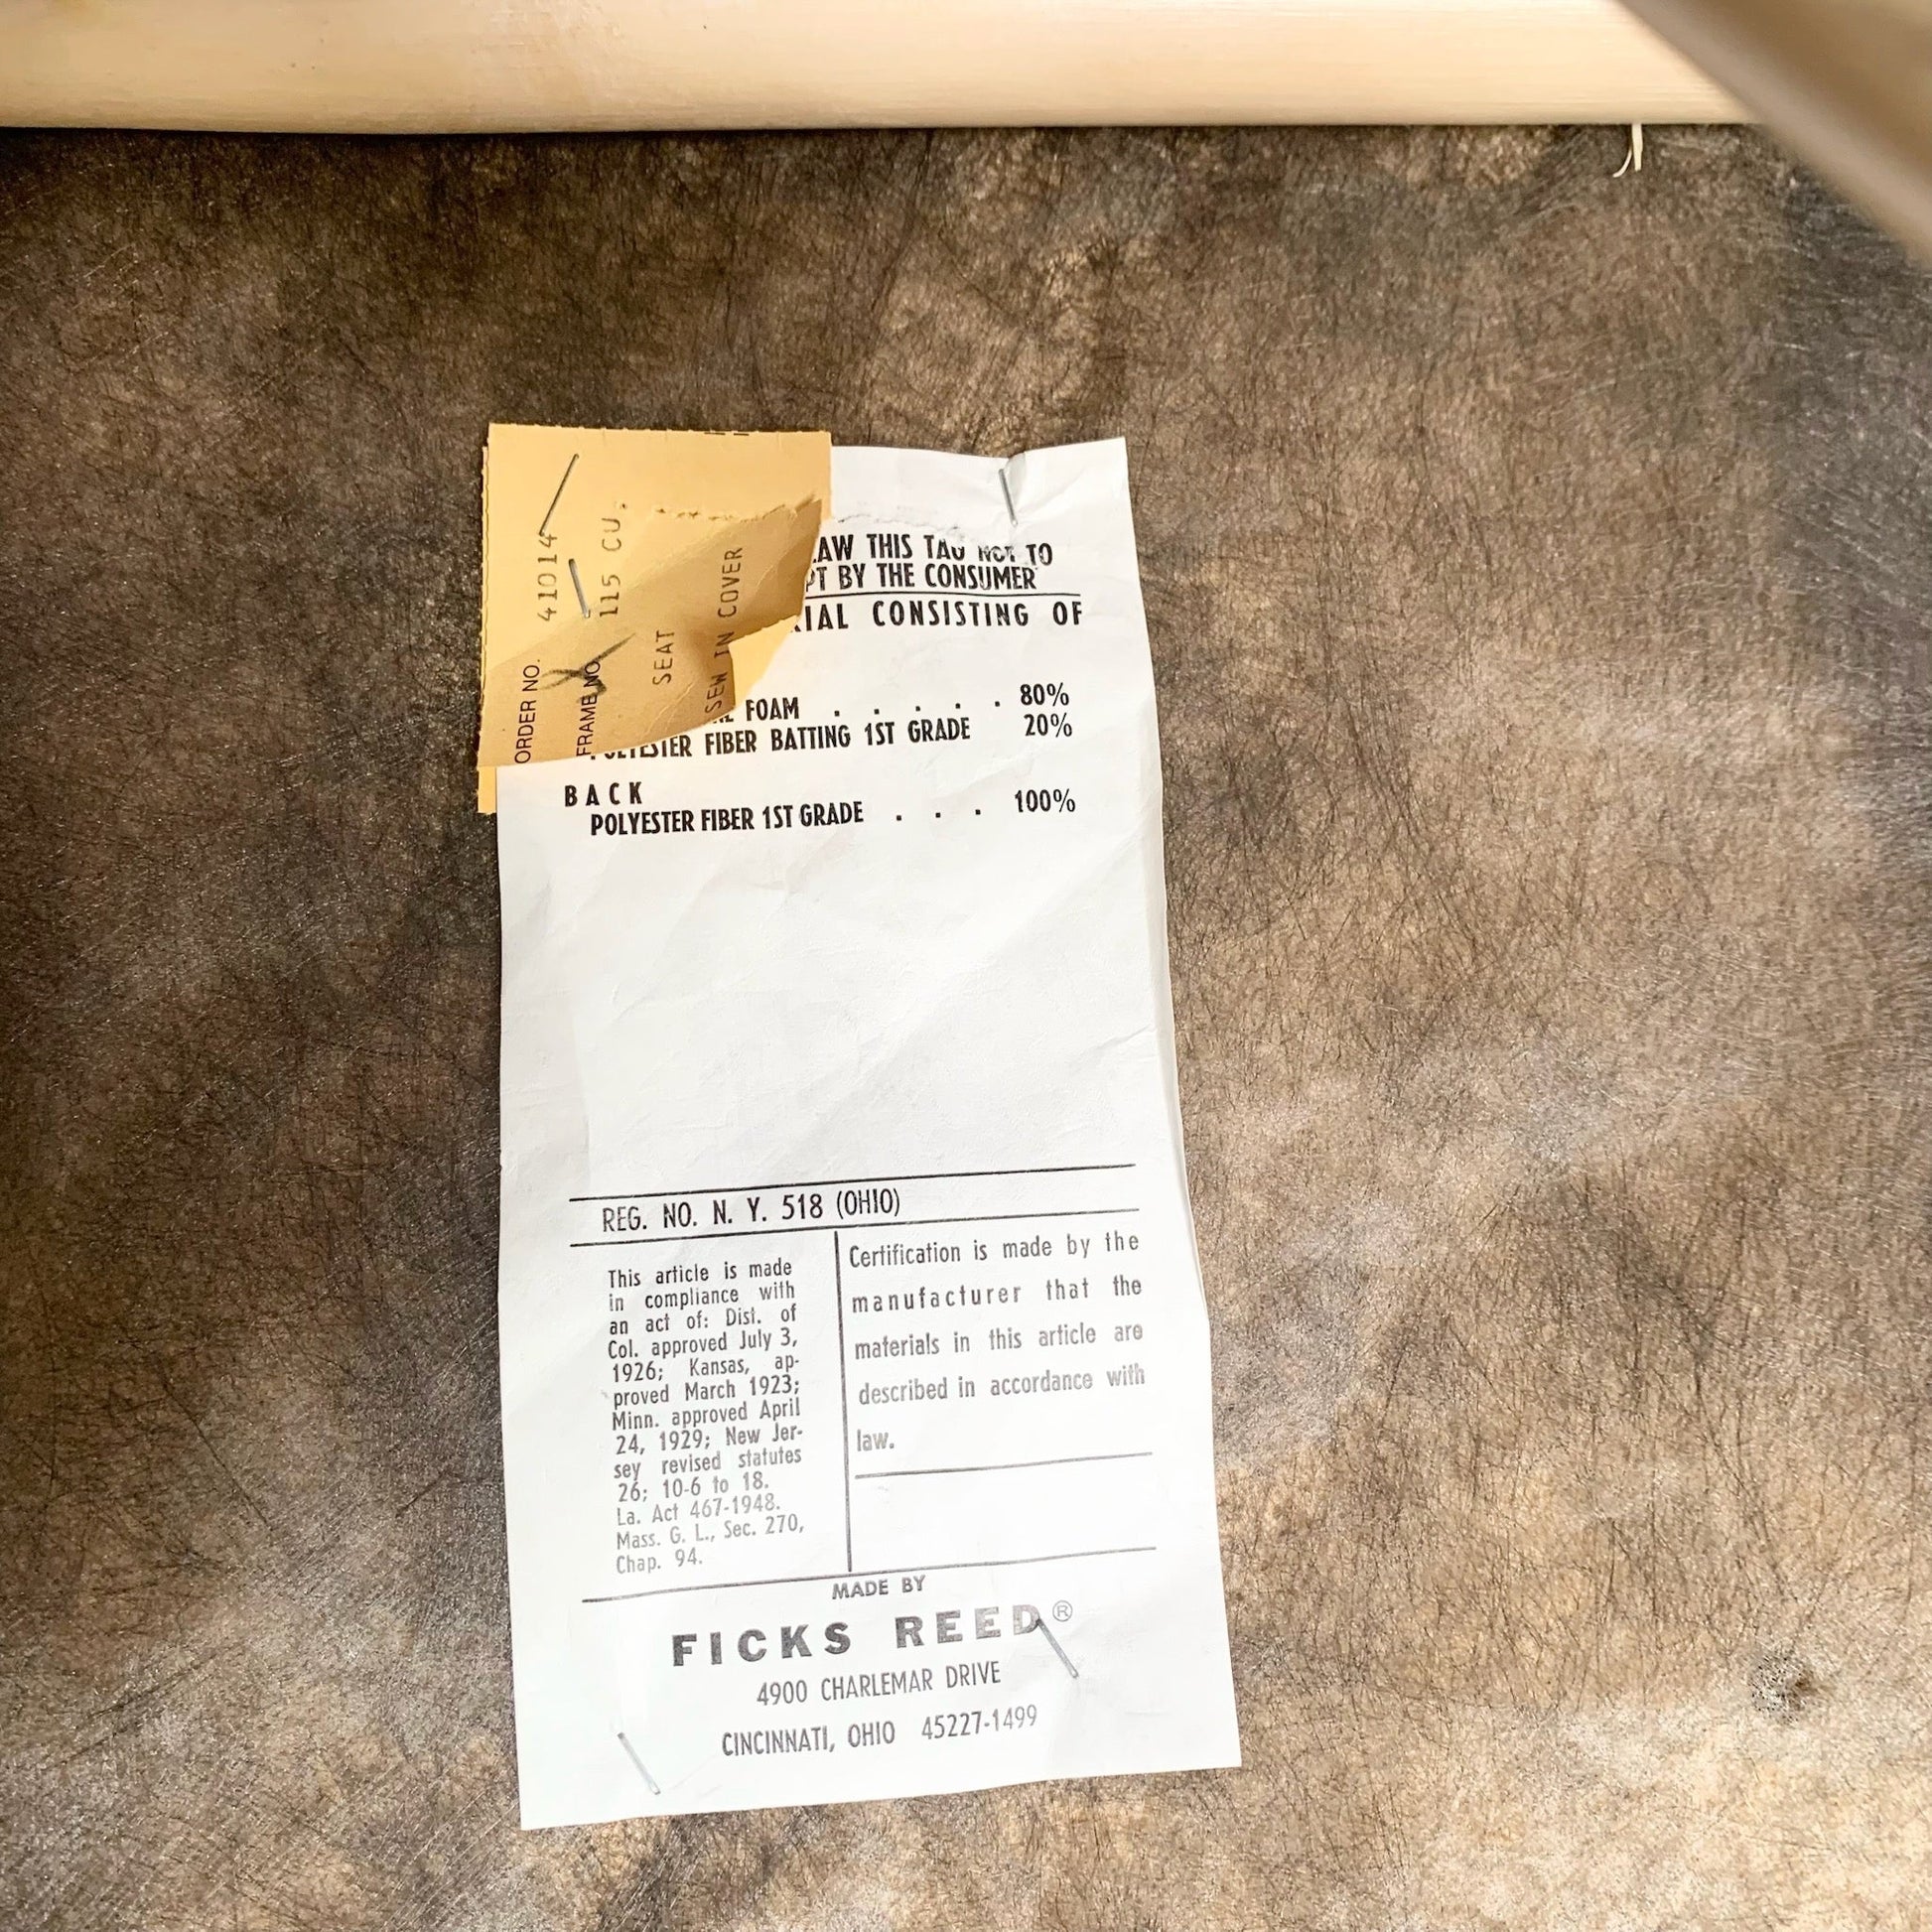 ORDER NO. 41014
FRAME NO. 115 CU.
SEAT
SEW IN COVER
THIS TAG NOT TO
BY THE CONSUMER
CONSISTING OF
FOAM . . . . . 80%
FIBER BATTING 1ST GRADE 20%
BACK
POLYESTER FIBER 1ST GRADE . . . 100%
REG. NO. N. Y. 518 (OHIO)
This article is made
in compliance with
an act of: Dist. of
Col. approved July 3,
1926; Kansas, ap-
proved March 1923;
Minn. approved April
24, 1929; New Jer-
sey revised statutes
26; 10-6 to 18.
La. Act 467-1948.
Mass. G. L., Sec. 270,
Chap. 94.
Certification is made by the
manufacturer that the
materials in this article are
described in accordance with
law.
MADE BY
FICKS REED®
4900 CHARLEMAR DRIVE
CINCINNATI, OHIO 45227-1499